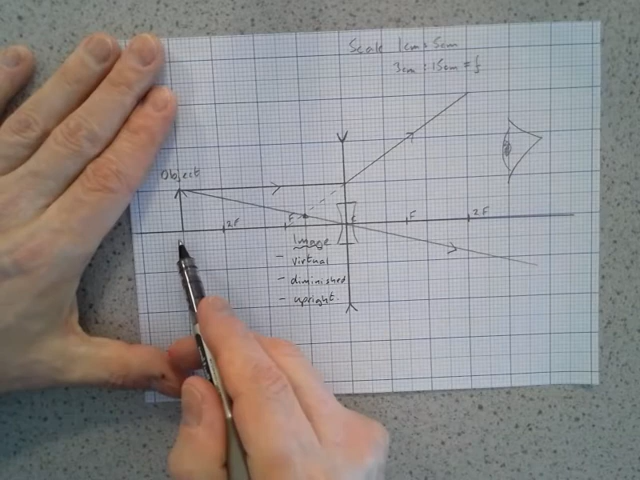 Scale 1cm = 5cm
3cm : 15cm = f
Object
2F F c F 2F
Image
- Virtual
- diminished
- upright.